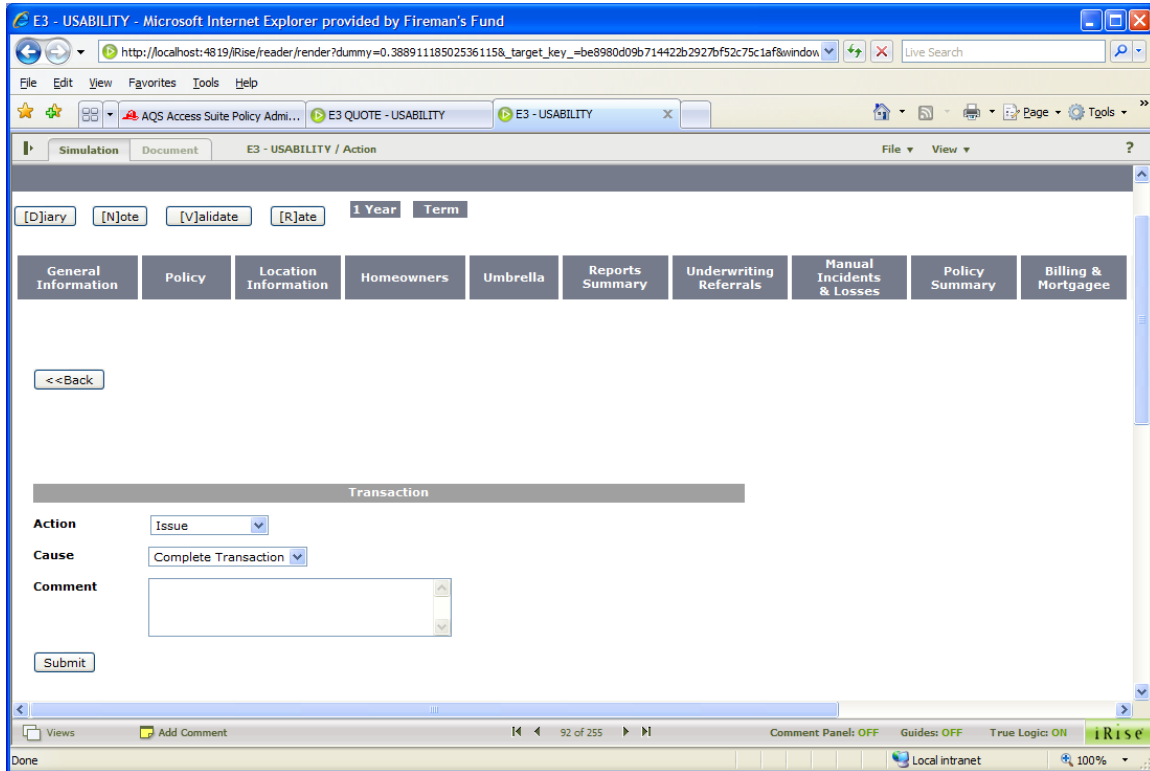 E3 - USABILITY - Microsoft Internet Explorer provided by Fireman's Fund
http://localhost:4819/iRise/reader/render?dummy=0.38891118502536115&_target_key_=be8980d09b714422b2927bf52c75c1af&window
Live Search
File Edit View Favorites Tools Help
AQS Access Suite Policy Admi... E3 QUOTE - USABILITY E3 - USABILITY Page Tools »
Simulation Document E3 - USABILITY / Action File View ?
[D]iary [N]ote [V]alidate [R]ate 1 Year Term
General Information Policy Location Information Homeowners Umbrella Reports Summary Underwriting Referrals Manual Incidents & Losses Policy Summary Billing & Mortgagee
<<Back
Transaction
Action Issue
Cause Complete Transaction
Comment
Submit
Views Add Comment 92 of 255 Comment Panel: OFF Guides: OFF True Logic: ON iRise
Done Local intranet 100%